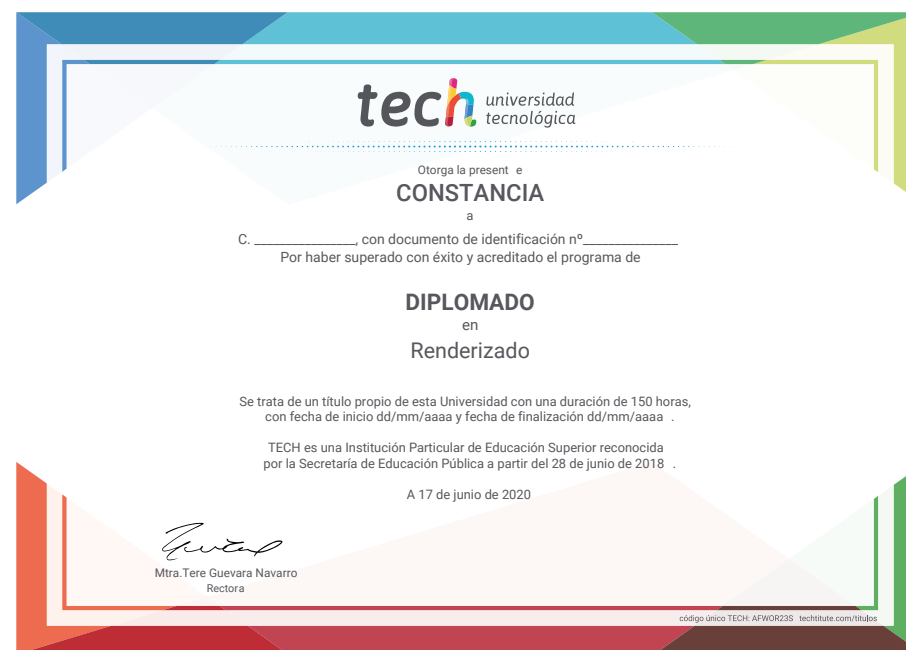 tech universidad
tecnológica
Otorga la present e
CONSTANCIA
a
C. ________________, con documento de identificación nº_______________
Por haber superado con éxito y acreditado el programa de
DIPLOMADO
en
Renderizado
Se trata de un título propio de esta Universidad con una duración de 150 horas,
con fecha de inicio dd/mm/aaaa y fecha de finalización dd/mm/aaaa .
TECH es una Institución Particular de Educación Superior reconocida
por la Secretaría de Educación Pública a partir del 28 de junio de 2018 .
A 17 de junio de 2020
Mtra.Tere Guevara Navarro
Rectora
código único TECH: AFWOR23S techtitute.com/titulos